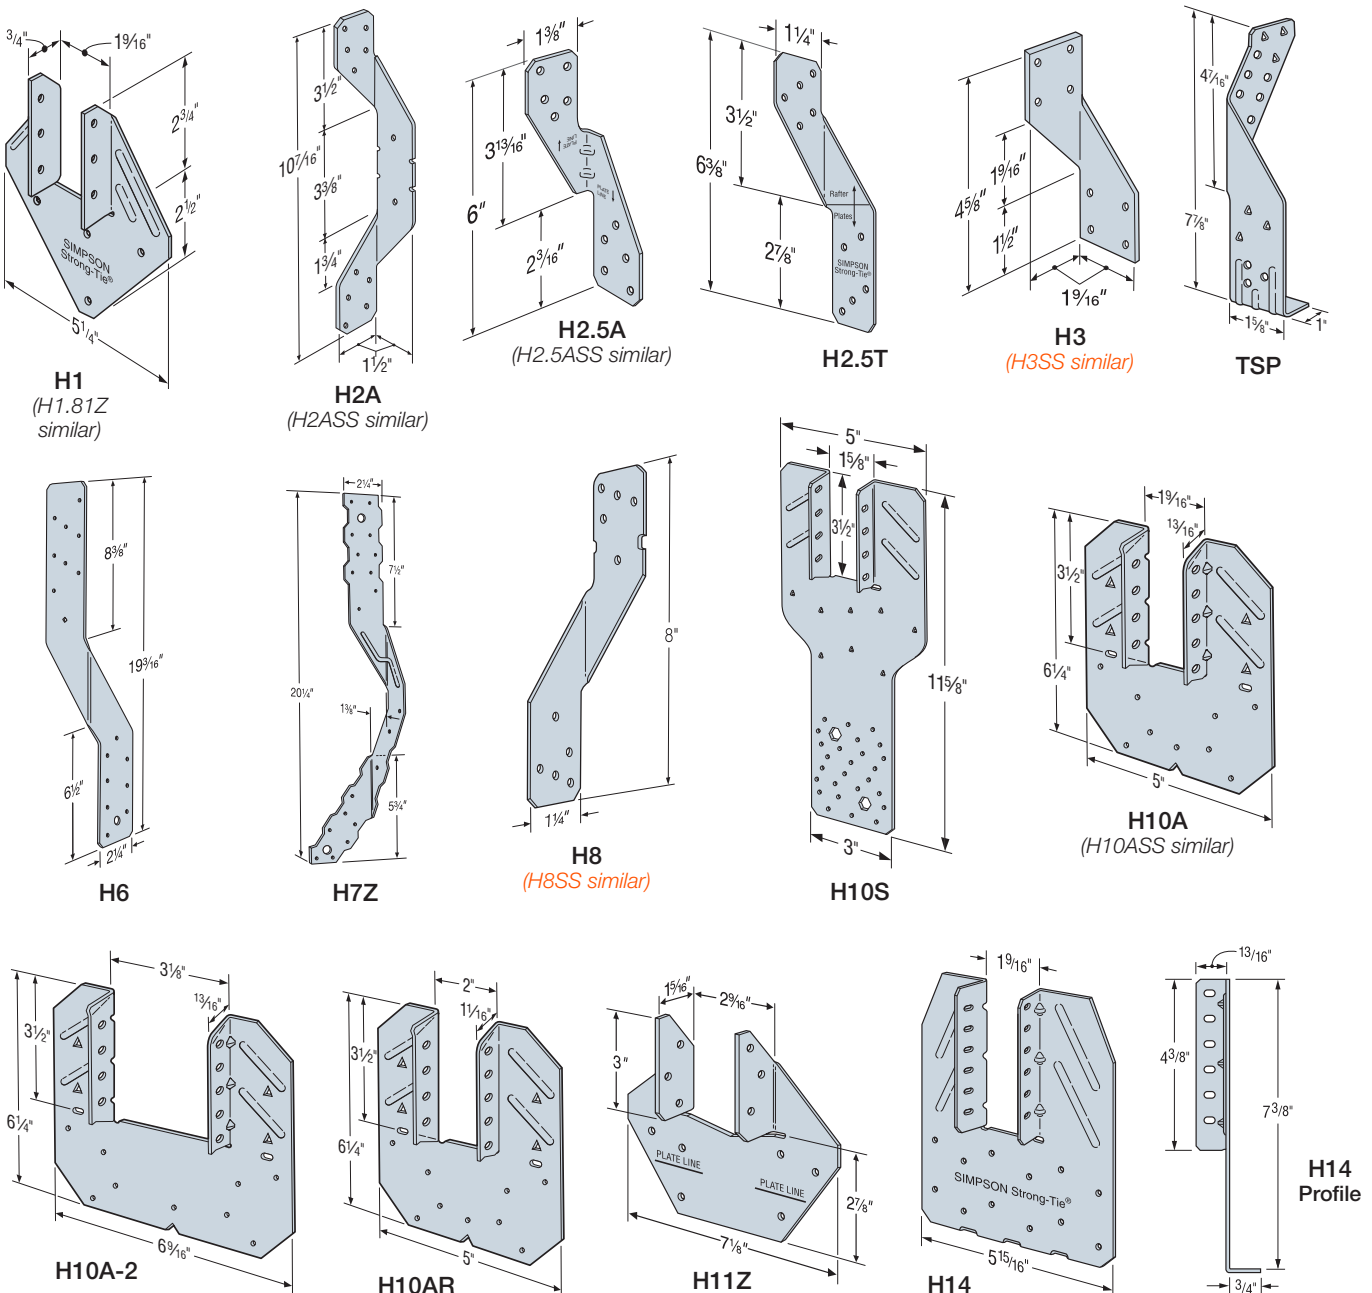 3/4"
1 9/16"
2 3/4"
2 1/2"
SIMPSON
Strong-Tie®
5 1/4"
H1
(H1.81Z
similar)
3 1/2"
10 7/16"
3 3/8"
1 3/4"
1 1/2"
H2A
(H2ASS similar)
1 3/8"
3 13/16"
6"
PLATE
LINE
Plate
Line
2 3/16"
H2.5A
(H2.5ASS similar)
1 1/4"
3 1/2"
6 3/8"
Rafter
Plates
2 7/8"
SIMPSON
Strong-Tie®
H2.5T
1 9/16"
4 5/8"
1 1/2"
1 9/16"
H3
(H3SS similar)
4 7/16"
7 7/8"
1 5/8"
1"
TSP
8 3/8"
19 3/16"
6 1/2"
2 1/4"
H6
2 1/4"
7 1/2"
20 1/4"
1 3/8"
5 3/4"
H7Z
8"
1 1/4"
H8
(H8SS similar)
5"
1 5/8"
3 1/2"
11 5/8"
3"
H10S
1 9/16"
13/16"
3 1/2"
6 1/4"
5"
H10A
(H10ASS similar)
3 1/8"
13/16"
3 1/2"
6 1/4"
6 9/16"
H10A-2
2"
1 1/16"
3 1/2"
6 1/4"
5"
H10AR
1 5/16"
2 9/16"
3"
PLATE LINE
PLATE LINE
2 7/8"
7 1/8"
H11Z
1 9/16"
SIMPSON Strong-Tie®
5 15/16"
H14
13/16"
4 3/8"
7 3/8"
3/4"
H14
Profile